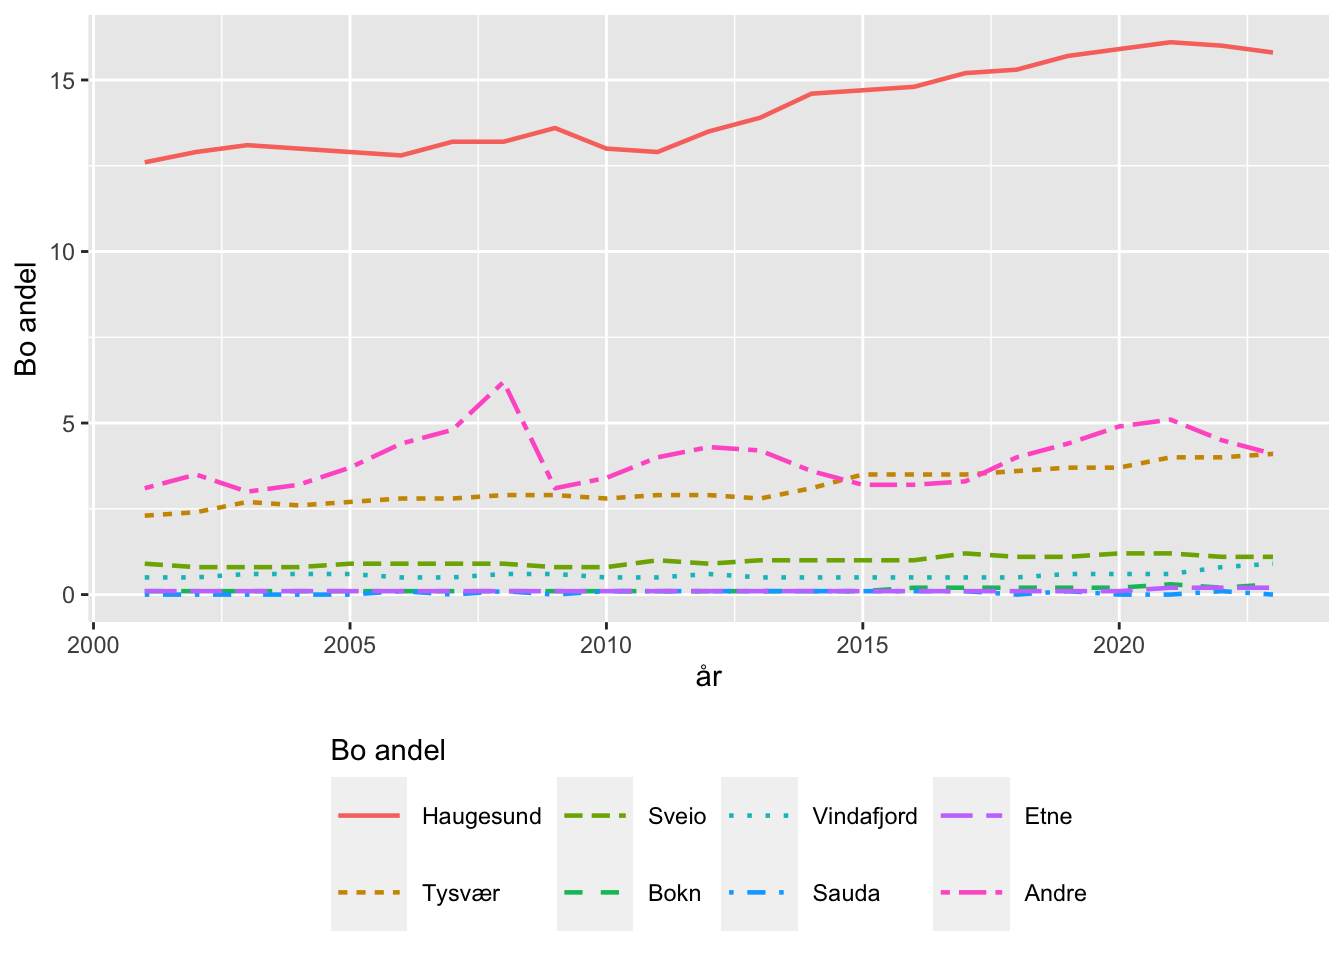 15
10
5
0
Bo andel
2000 2005 2010 2015 2020
år
Bo andel
Haugesund Sveio Vindafjord Etne
Tysvær Bokn Sauda Andre